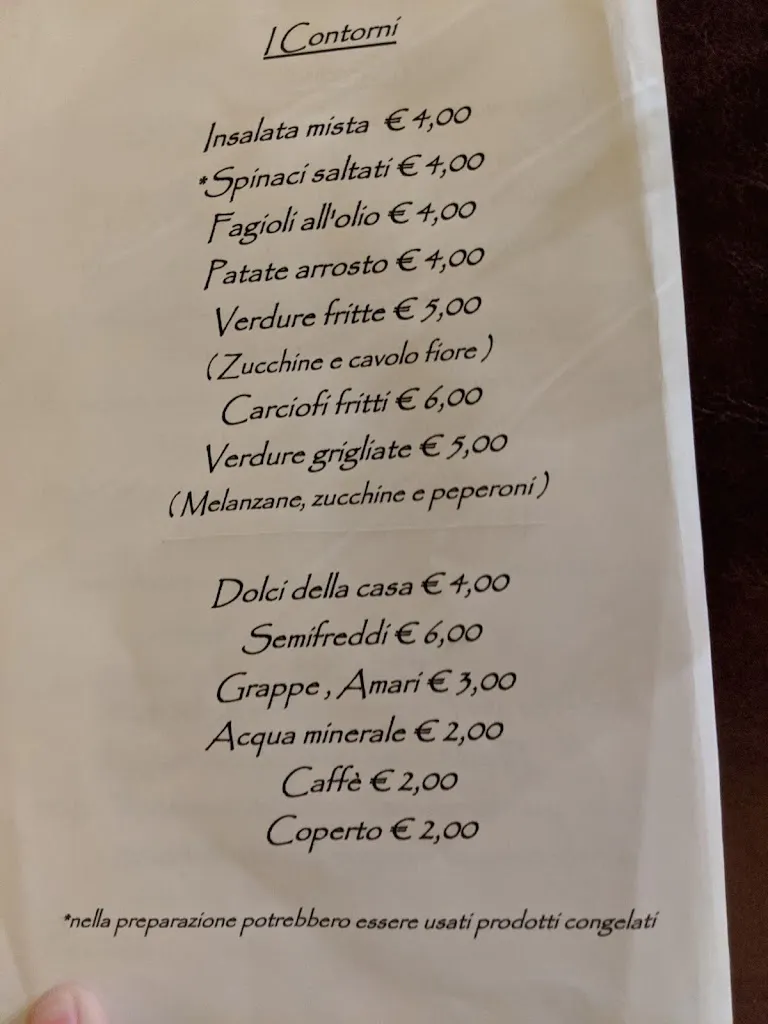 I Contorni
Insalata mista € 4,00
*Spinaci saltati € 4,00
Fagioli all'olio € 4,00
Patate arrosto € 4,00
Verdure fritte € 5,00
( Zucchine e cavolo fiore )
Carciofi fritti € 6,00
Verdure grigliate € 5,00
( Melanzane, zucchine e peperoni )
Dolci della casa € 4,00
Semifreddi € 6,00
Grappe , Amari € 3,00
Acqua minerale € 2,00
Caffè € 2,00
Coperto € 2,00
*nella preparazione potrebbero essere usati prodotti congelati